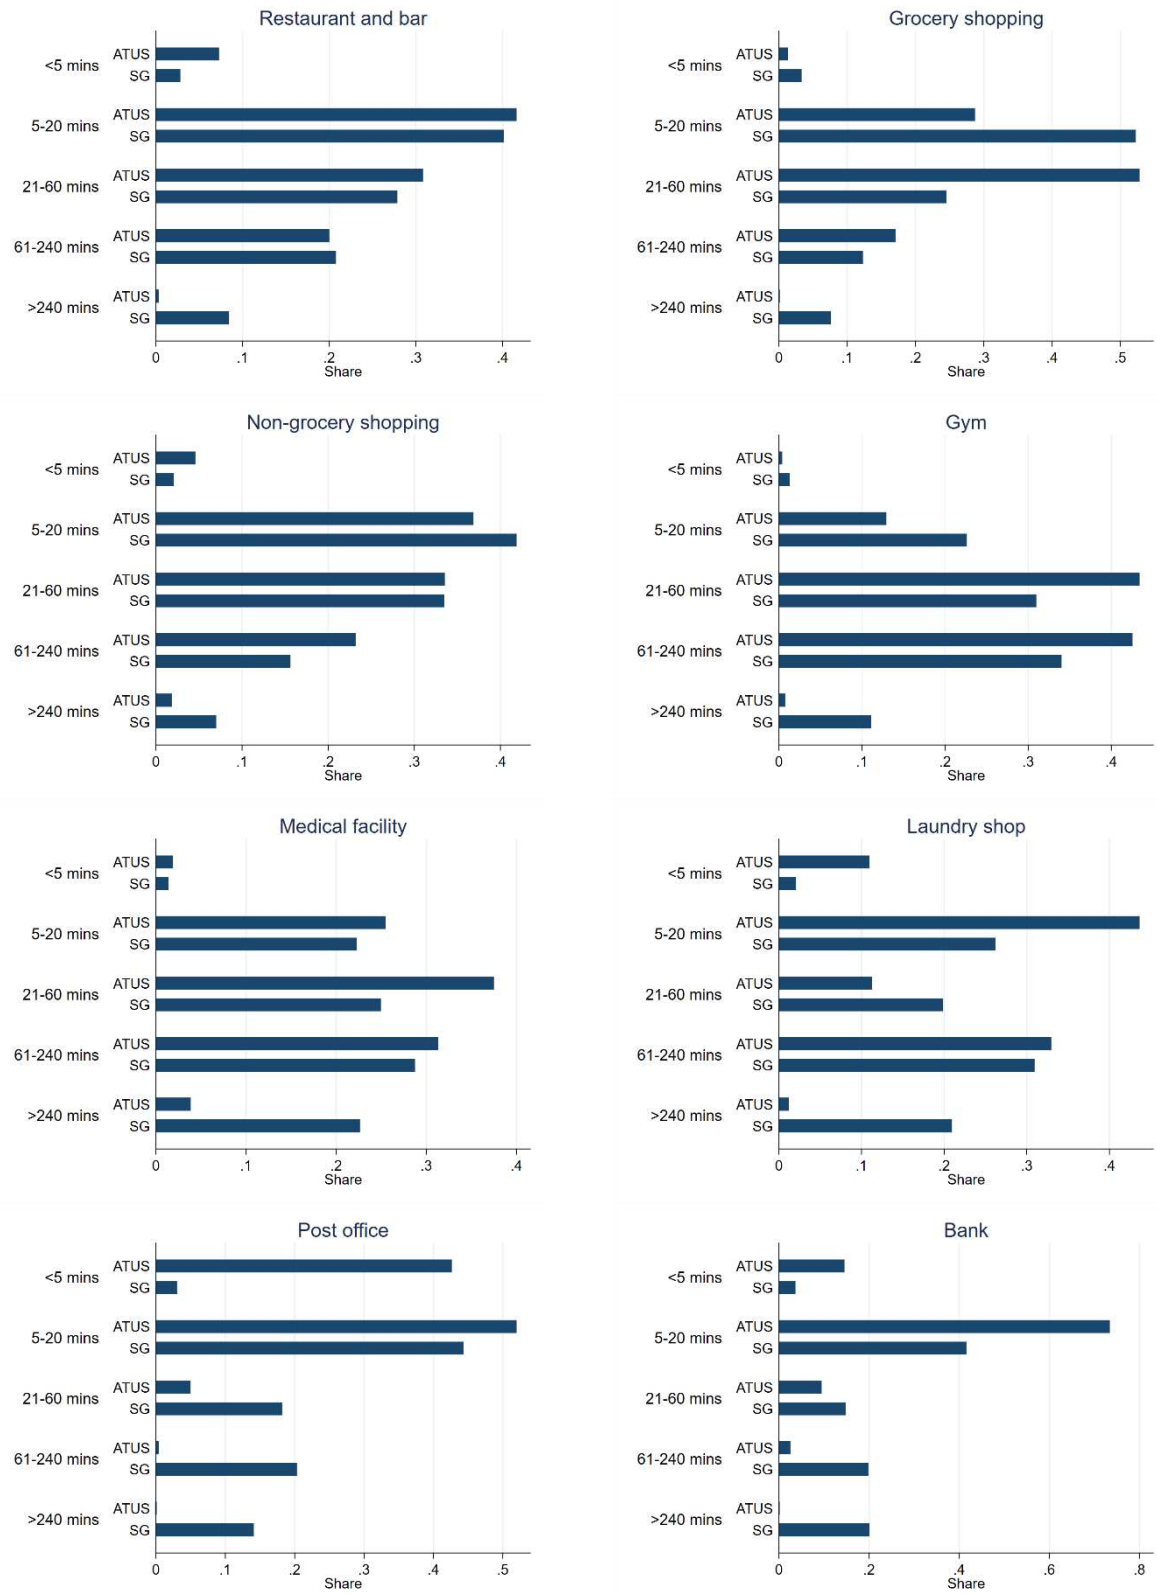 Restaurant and bar
<5 mins
ATUS
SG
5-20 mins
ATUS
SG
21-60 mins
ATUS
SG
61-240 mins
ATUS
SG
>240 mins
ATUS
SG
0 .1 .2 .3 .4
Share
Grocery shopping
<5 mins
ATUS
SG
5-20 mins
ATUS
SG
21-60 mins
ATUS
SG
61-240 mins
ATUS
SG
>240 mins
ATUS
SG
0 .1 .2 .3 .4 .5
Share
Non-grocery shopping
<5 mins
ATUS
SG
5-20 mins
ATUS
SG
21-60 mins
ATUS
SG
61-240 mins
ATUS
SG
>240 mins
ATUS
SG
0 .1 .2 .3 .4
Share
Gym
<5 mins
ATUS
SG
5-20 mins
ATUS
SG
21-60 mins
ATUS
SG
61-240 mins
ATUS
SG
>240 mins
ATUS
SG
0 .1 .2 .3 .4
Share
Medical facility
<5 mins
ATUS
SG
5-20 mins
ATUS
SG
21-60 mins
ATUS
SG
61-240 mins
ATUS
SG
>240 mins
ATUS
SG
0 .1 .2 .3 .4
Share
Laundry shop
<5 mins
ATUS
SG
5-20 mins
ATUS
SG
21-60 mins
ATUS
SG
61-240 mins
ATUS
SG
>240 mins
ATUS
SG
0 .1 .2 .3 .4
Share
Post office
<5 mins
ATUS
SG
5-20 mins
ATUS
SG
21-60 mins
ATUS
SG
61-240 mins
ATUS
SG
>240 mins
ATUS
SG
0 .1 .2 .3 .4 .5
Share
Bank
<5 mins
ATUS
SG
5-20 mins
ATUS
SG
21-60 mins
ATUS
SG
61-240 mins
ATUS
SG
>240 mins
ATUS
SG
0 .2 .4 .6 .8
Share